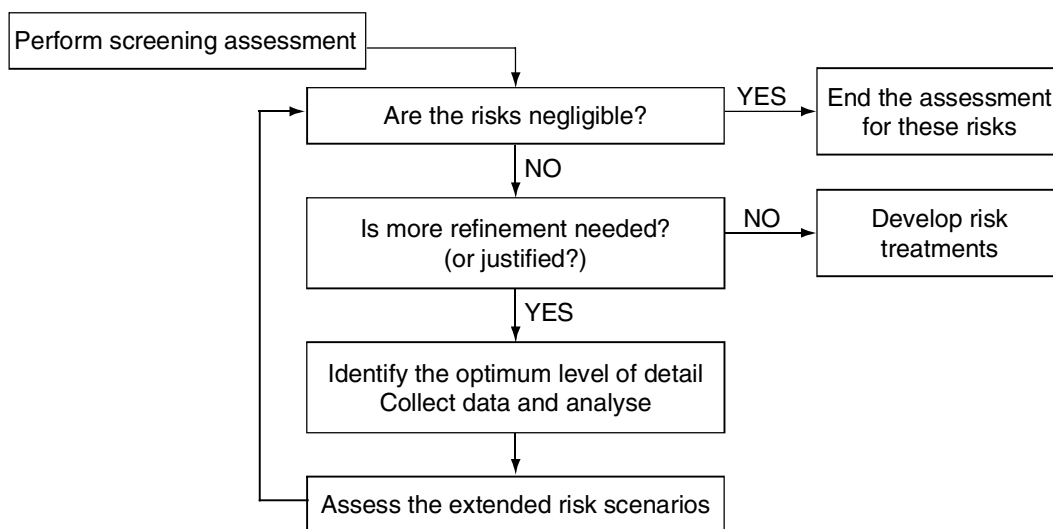 Perform screening assessment
Are the risks negligible?
YES
End the assessment
for these risks
NO
Is more refinement needed?
(or justified?)
NO
Develop risk
treatments
YES
Identify the optimum level of detail
Collect data and analyse
Assess the extended risk scenarios